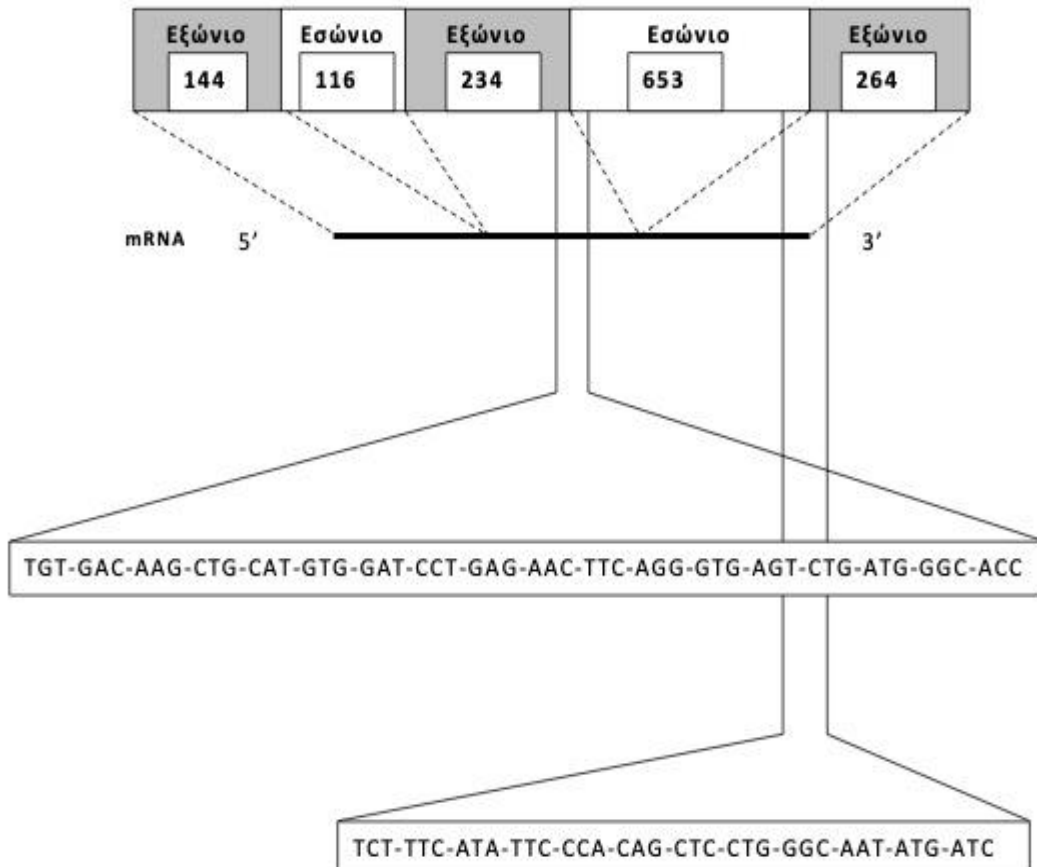 Εξώνιο Εσώνιο Εξώνιο Εσώνιο Εξώνιο
144 116 234 653 264
mRNA 5’ 3’
TGT-GAC-AAG-CTG-CAT-GTG-GAT-CCT-GAG-AAC-TTC-AGG-GTG-AGT-CTG-ATG-GGC-ACC
TCT-TTC-ATA-TTC-CCA-CAG-CTC-CTG-GGC-AAT-ATG-ATC